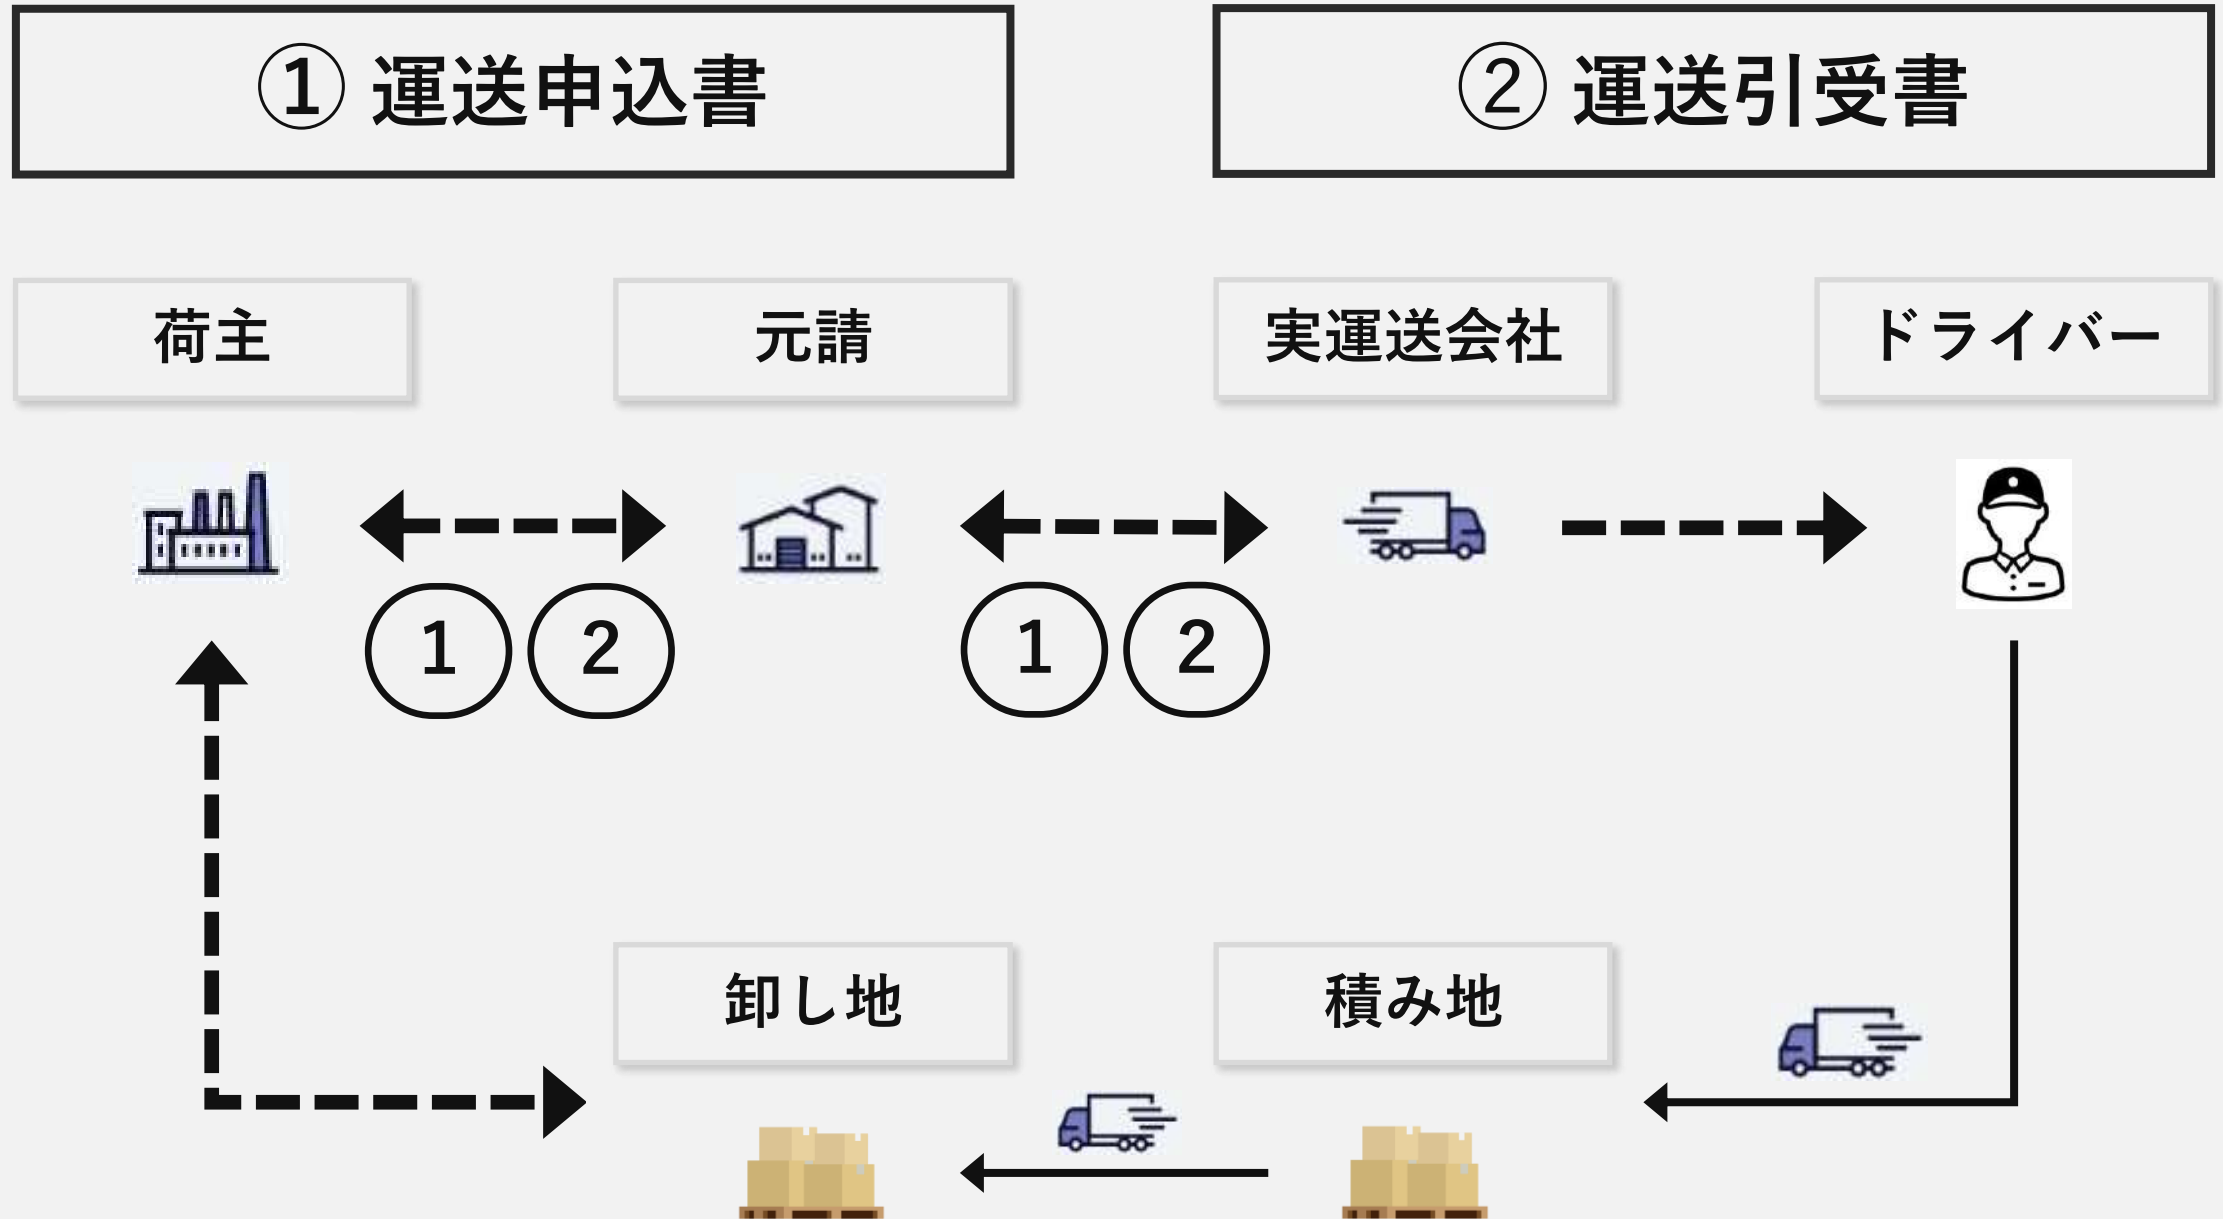 ① 運送申込書
② 運送引受書
荷主
元請
実運送会社
ドライバー
1
2
1
2
卸し地
積み地